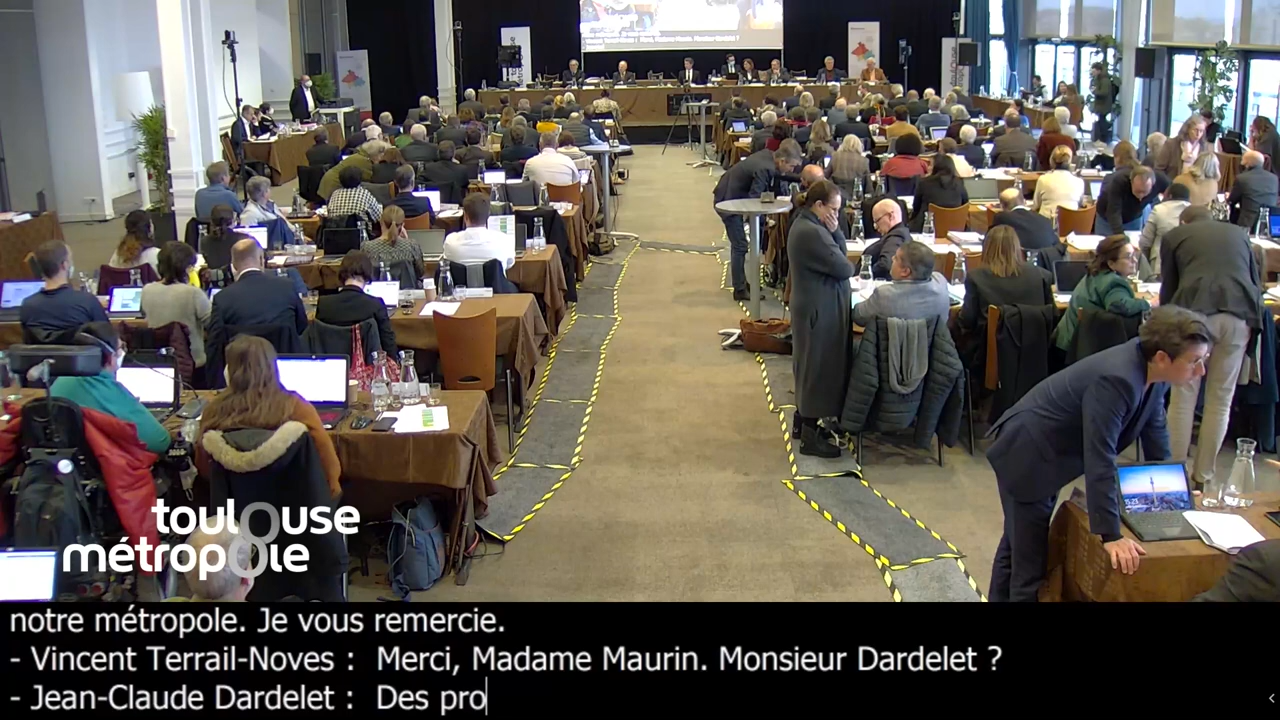 toulouse
métropole
notre métropole. Je vous remercie.
- Vincent Terrail-Noves :  Merci, Madame Maurin. Monsieur Dardelet ?
- Jean-Claude Dardelet :  Des pro